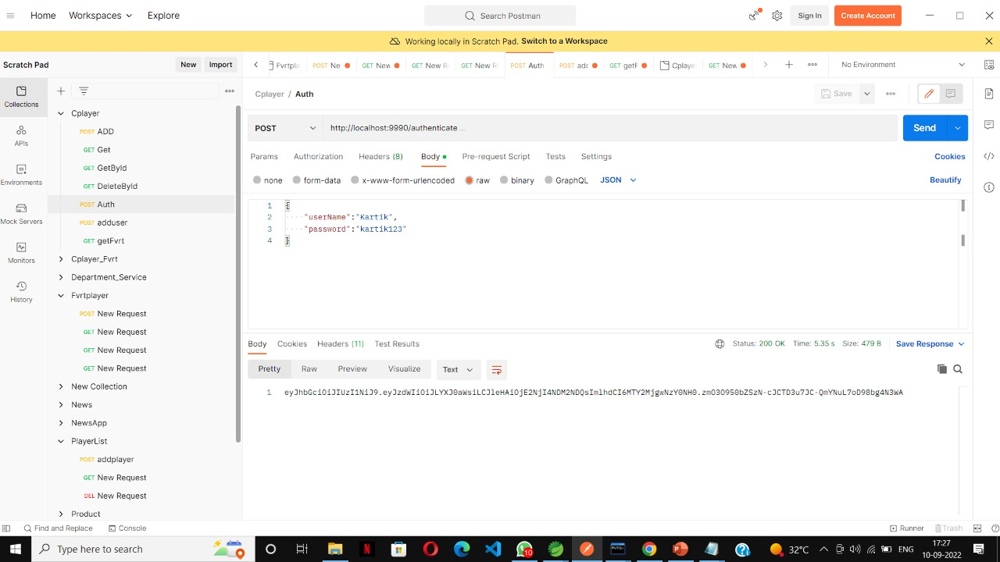 Home Workspaces Explore Search Postman Sign In Create Account
Working locally in Scratch Pad. Switch to a Workspace
Scratch Pad New Import Fvrtpla POST Ne GET New GET New R GET New R POST Auth POST adc GET getF Cplaye GET New No Environment
Collections
APIs
Environments
Mock Servers
Monitors
History
Cplayer
POST ADD
GET Get
GET GetById
GET DeleteById
POST Auth
POST adduser
GET getFvrt
Cplayer_Fvrt
Department_Service
Fvrtplayer
POST New Request
GET New Request
GET New Request
GET New Request
New Collection
News
NewsApp
PlayerList
POST addplayer
GET New Request
DEL New Request
Product
Cplayer / Auth Save
POST http://localhost:9990/authenticate... Send
Params Authorization Headers (8) Body Pre-request Script Tests Settings Cookies
none form-data x-www-form-urlencoded raw binary GraphQL JSON Beautify
1 {
2 "userName":"Kartik",
3 "password":"kartik123"
4 }
Body Cookies Headers (11) Test Results Status: 200 OK Time: 5.35 s Size: 479 B Save Response
Pretty Raw Preview Visualize Text
1
Find and Replace Console Runner Trash
Type here to search 10 32°C ENG 17:27
10-09-2022